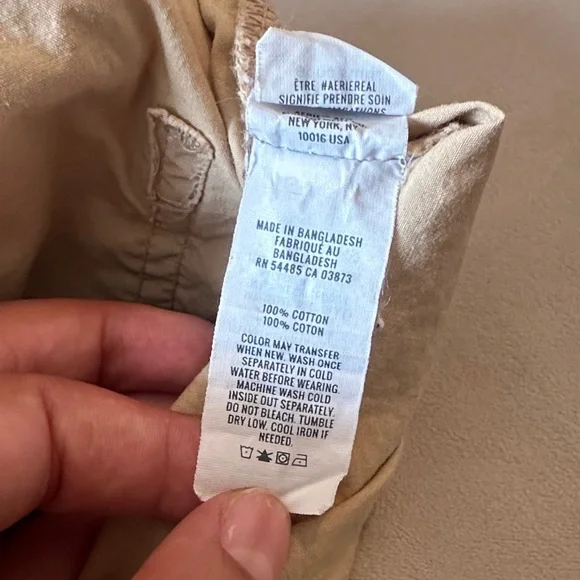 ÊTRE #AERIEREAL
SIGNIFIE PRENDRE SOIN
NEW YORK, NY
10016 USA
MADE IN BANGLADESH
FABRIQUÉ AU
BANGLADESH
RN 54485 CA 03873
100% COTTON
100% COTON
COLOR MAY TRANSFER
WHEN NEW. WASH ONCE
SEPARATELY IN COLD
WATER BEFORE WEARING.
MACHINE WASH COLD
INSIDE OUT SEPARATELY.
DO NOT BLEACH. TUMBLE
DRY LOW. COOL IRON IF
NEEDED.